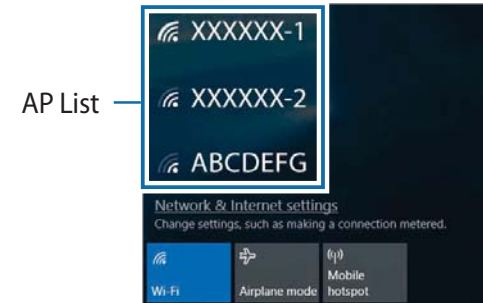 XXXXXX-1
AP List
XXXXXX-2
ABCDEFG
Network & Internet settings
Change settings, such as making a connection metered.
Wi-Fi
Airplane mode
Mobile
hotspot